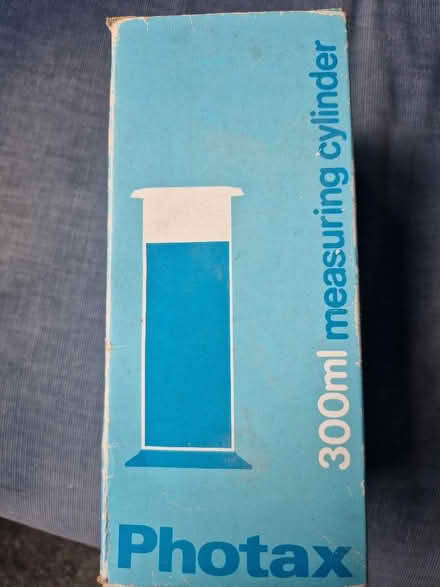 300ml measuring cylinder
Photax